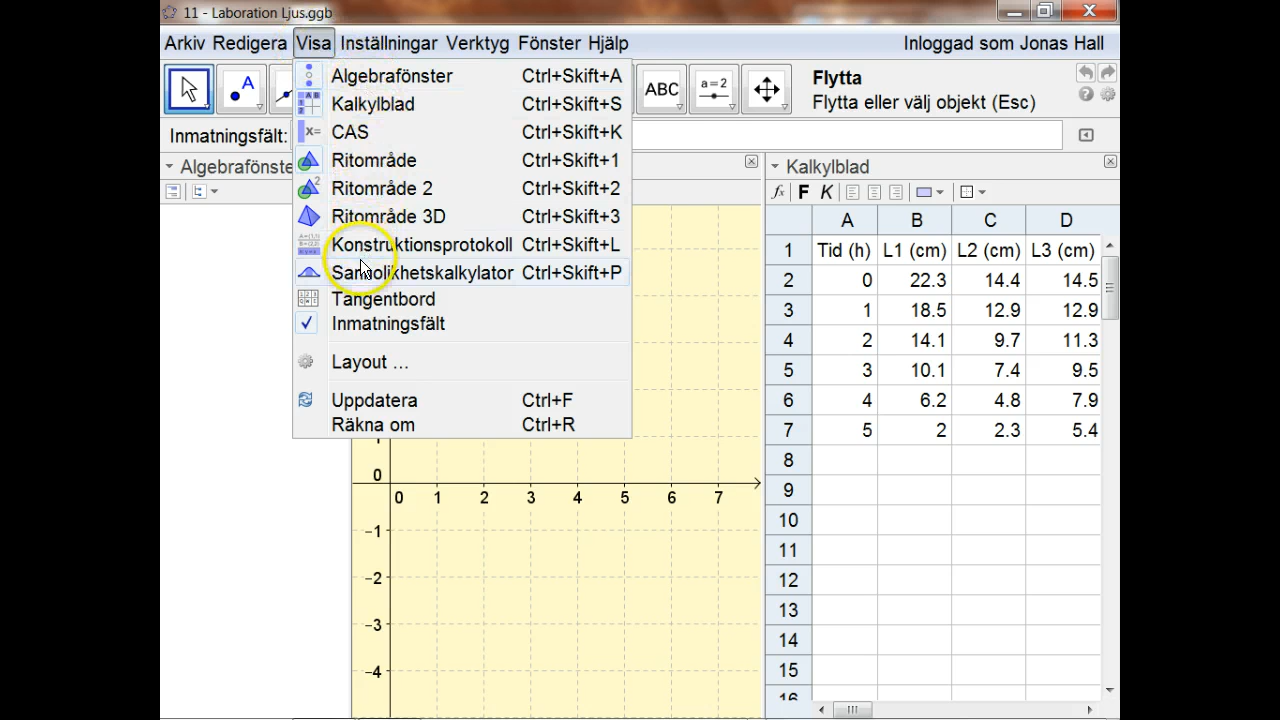 11 - Laboration Ljus.ggb
Arkiv Redigera Visa Inställningar Verktyg Fönster Hjälp Inloggad som Jonas Hall
A ABC a=2 Flytta
Flytta eller välj objekt (Esc)
Inmatningsfält:
Algebrafönste
Algebrafönster Ctrl+Skift+A
Kalkylblad Ctrl+Skift+S
CAS Ctrl+Skift+K
Ritområde Ctrl+Skift+1
Ritområde 2 Ctrl+Skift+2
Ritområde 3D Ctrl+Skift+3
Konstruktionsprotokoll Ctrl+Skift+L
Sannolikhetskalkylator Ctrl+Skift+P
Tangentbord
Inmatningsfält
Layout ...
Uppdatera Ctrl+F
Räkna om Ctrl+R
0
0 1 2 3 4 5 6 7
−1
−2
−3
−4
Kalkylblad
fx F K
A B C D
1 Tid (h) L1 (cm) L2 (cm) L3 (cm)
2 0 22.3 14.4 14.5
3 1 18.5 12.9 12.9
4 2 14.1 9.7 11.3
5 3 10.1 7.4 9.5
6 4 6.2 4.8 7.9
7 5 2 2.3 5.4
8
9
10
11
12
13
14
15
16